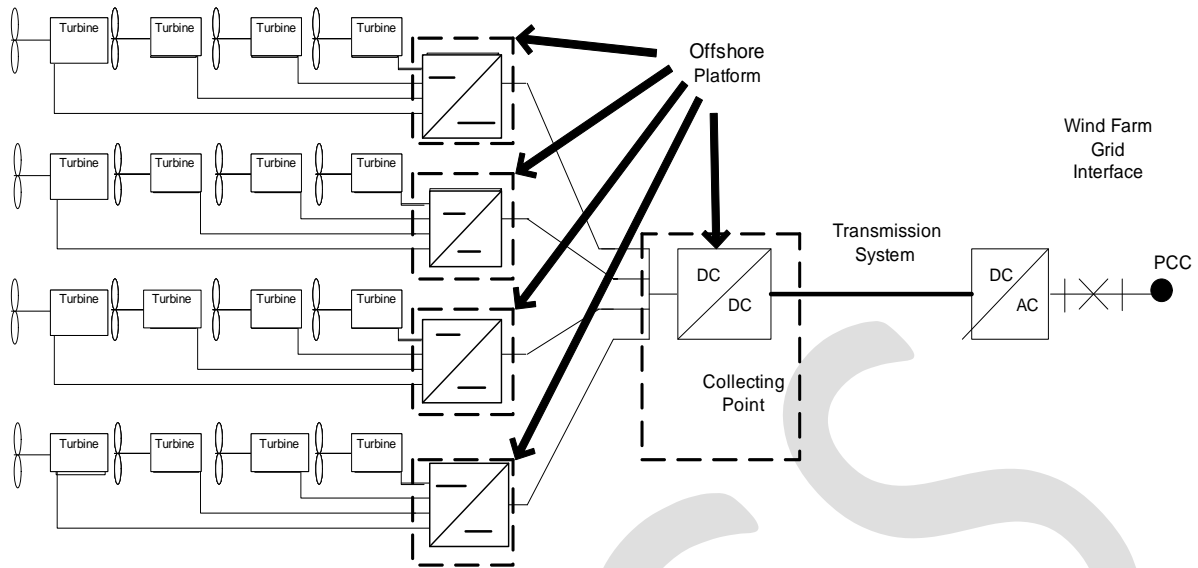 Turbine Turbine Turbine Turbine
Offshore
Platform
Turbine Turbine Turbine Turbine
Wind Farm
Grid
Interface
Transmission
System
PCC
DC
DC
DC
AC
Turbine Turbine Turbine Turbine
Collecting
Point
Turbine Turbine Turbine Turbine